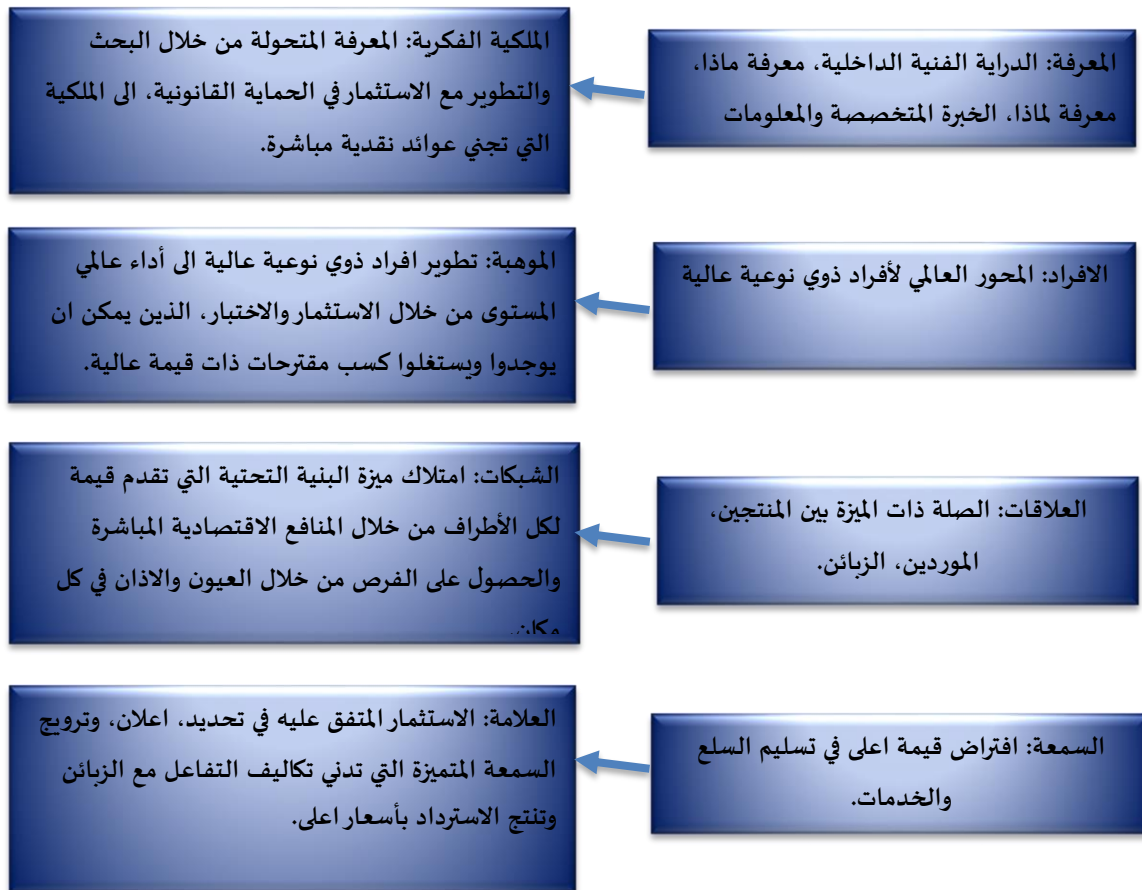 المعرفة: الدراية الفنية الداخلية، معرفة ماذا،
معرفة لماذا، الخبرة المتخصصة والمعلومات
الملكية الفكرية: المعرفة المتحولة من خلال البحث
والتطوير مع الاستثمار في الحماية القانونية، الى الملكية
التي تجني عوائد نقدية مباشرة.
الافراد: المحور العالمي لأفراد ذوي نوعية عالية
الموهبة: تطوير افراد ذوي نوعية عالية الى أداء عالمي
المستوى من خلال الاستثمار والاختبار، الذين يمكن ان
يوجدوا ويستغلوا كسب مقترحات ذات قيمة عالية.
العلاقات: الصلة ذات الميزة بين المنتجين،
الموردين، الزبائن.
الشبكات: امتلاك ميزة البنية التحتية التي تقدم قيمة
لكل الأطراف من خلال المنافع الاقتصادية المباشرة
والحصول على الفرص من خلال العيون والاذان في كل
مكان.
السمعة: افتراض قيمة اعلى في تسليم السلع
والخدمات.
العلامة: الاستثمار المتفق عليه في تحديد، اعلان، وترويج
السمعة المتميزة التي تدني تكاليف التفاعل مع الزبائن
وتنتج الاسترداد بأسعار اعلى.